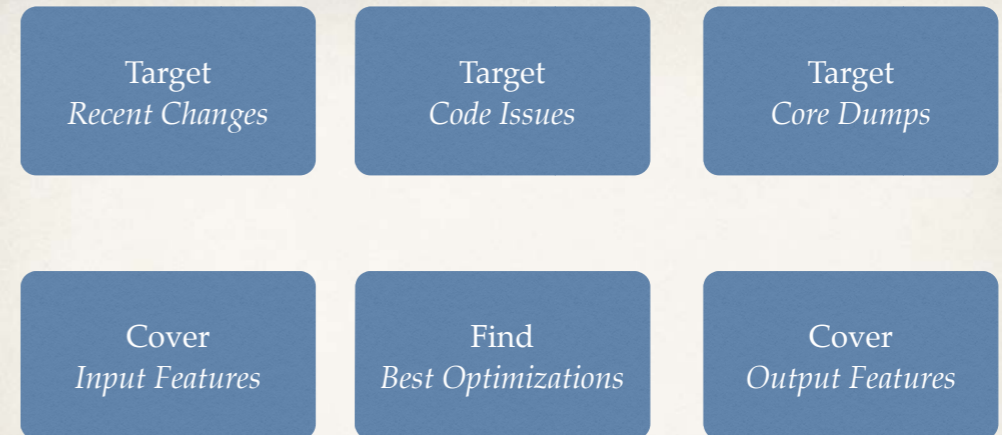 Target
Recent Changes
Target
Code Issues
Target
Core Dumps
Cover
Input Features
Find
Best Optimizations
Cover
Output Features